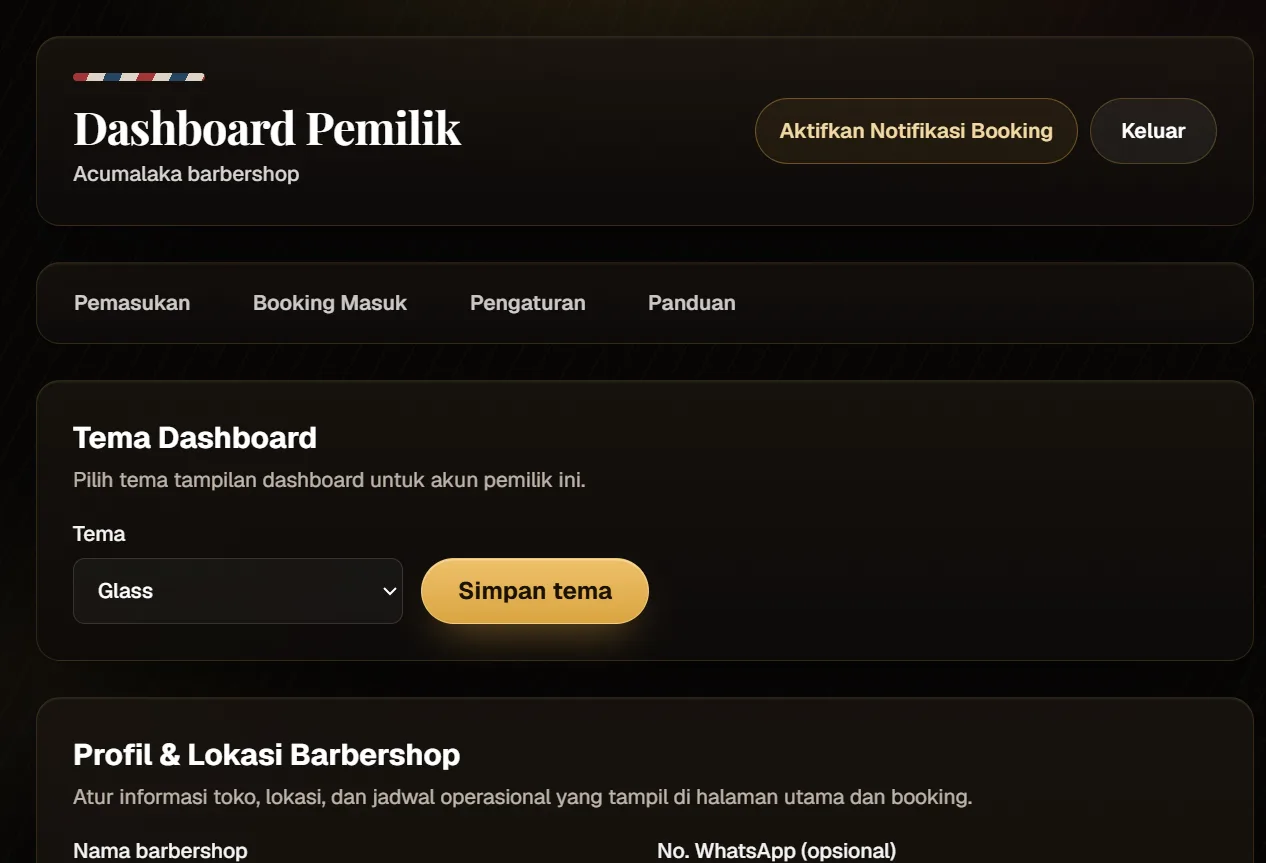 Dashboard Pemilik
Acumalaka barbershop
Aktifkan Notifikasi Booking
Keluar
Pemasukan
Booking Masuk
Pengaturan
Panduan
Tema Dashboard
Pilih tema tampilan dashboard untuk akun pemilik ini.
Tema
Glass
Simpan tema
Profil & Lokasi Barbershop
Atur informasi toko, lokasi, dan jadwal operasional yang tampil di halaman utama dan booking.
Nama barbershop
No. WhatsApp (opsional)